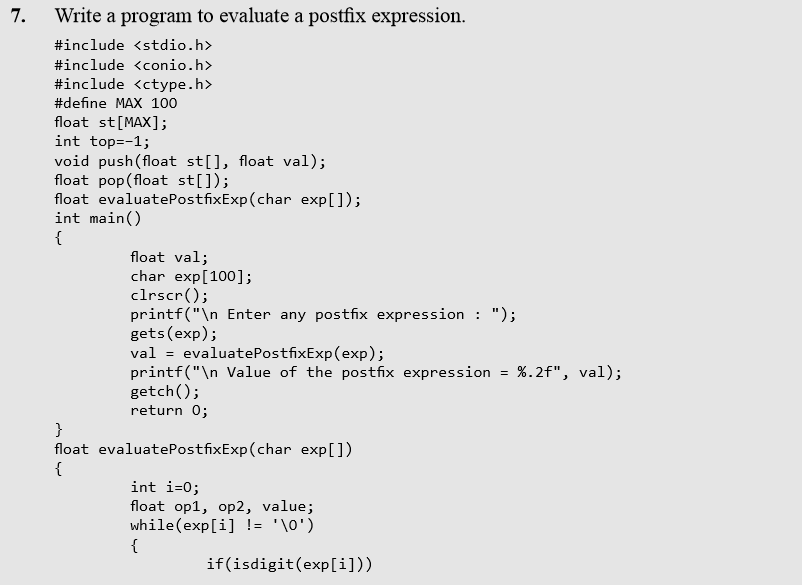 7. Write a program to evaluate a postfix expression.
#include <stdio.h>
#include <conio.h>
#include <ctype.h>
#define MAX 100
float st[MAX];
int top=–1;
void push(float st[], float val);
float pop(float st[]);
float evaluatePostfixExp(char exp[]);
int main()
{
float val;
char exp[100];
clrscr();
printf("\n Enter any postfix expression : ");
gets(exp);
val = evaluatePostfixExp(exp);
printf("\n Value of the postfix expression = %.2f", val);
getch();
return 0;
}
float evaluatePostfixExp(char exp[])
{
int i=0;
float op1, op2, value;
while(exp[i] != '\0')
{
if(isdigit(exp[i]))